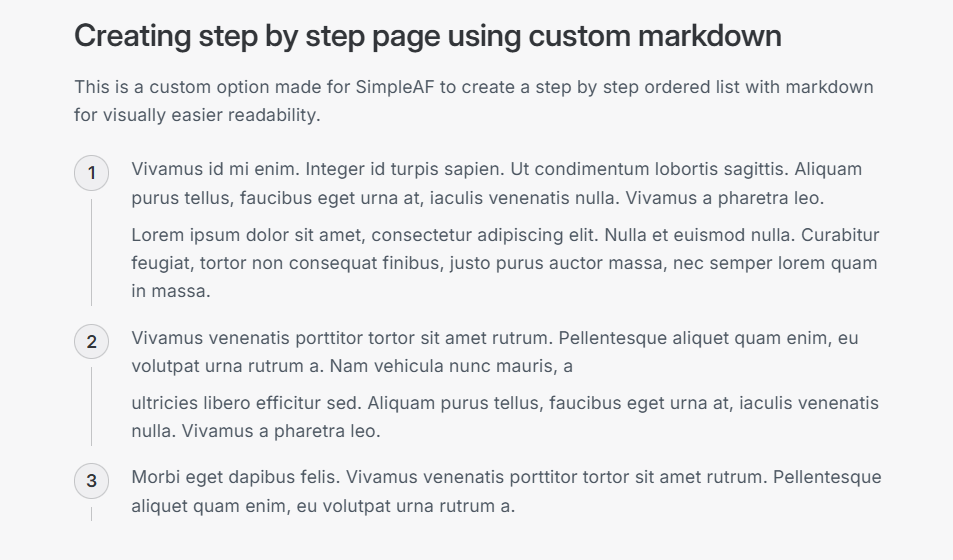 Creating step by step page using custom markdown
This is a custom option made for SimpleAF to create a step by step ordered list with markdown
for visually easier readability.
1
Vivamus id mi enim. Integer id turpis sapien. Ut condimentum lobortis sagittis. Aliquam
purus tellus, faucibus eget urna at, iaculis venenatis nulla. Vivamus a pharetra leo.
Lorem ipsum dolor sit amet, consectetur adipiscing elit. Nulla et euismod nulla. Curabitur
feugiat, tortor non consequat finibus, justo purus auctor massa, nec semper lorem quam
in massa.
2
Vivamus venenatis porttitor tortor sit amet rutrum. Pellentesque aliquet quam enim, eu
volutpat urna rutrum a. Nam vehicula nunc mauris, a
ultricies libero efficitur sed. Aliquam purus tellus, faucibus eget urna at, iaculis venenatis
nulla. Vivamus a pharetra leo.
3
Morbi eget dapibus felis. Vivamus venenatis porttitor tortor sit amet rutrum. Pellentesque
aliquet quam enim, eu volutpat urna rutrum a.